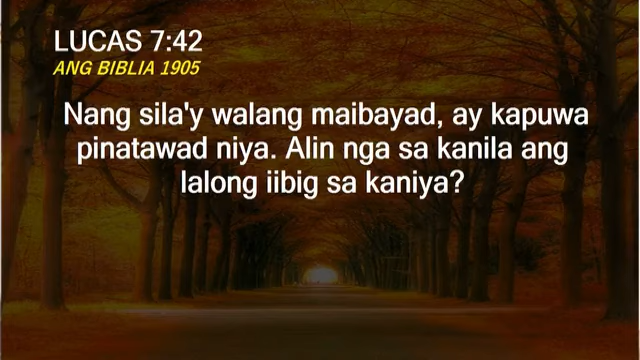 LUCAS 7:42
ANG BIBLIA 1905
Nang sila'y walang maibayad, ay kapuwa
pinatawad niya. Alin nga sa kanila ang
lalong iibig sa kaniya?